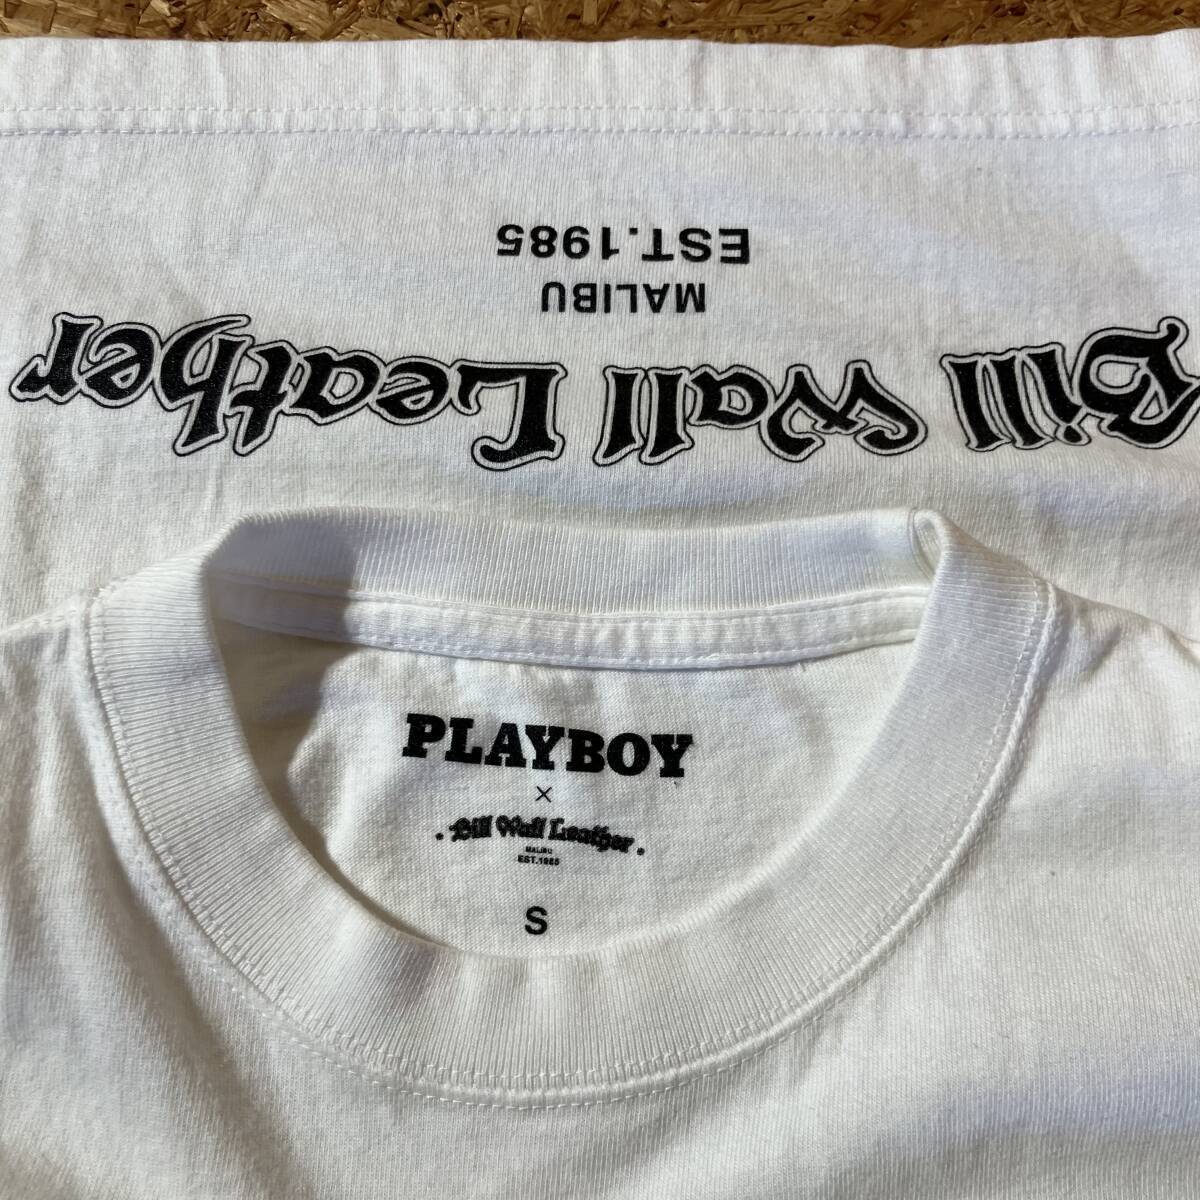 Bill Wall Leather
MALIBU
EST.1985
PLAYBOY
×
. Bill Wall Leather .
MALIBU
EST.1985
S